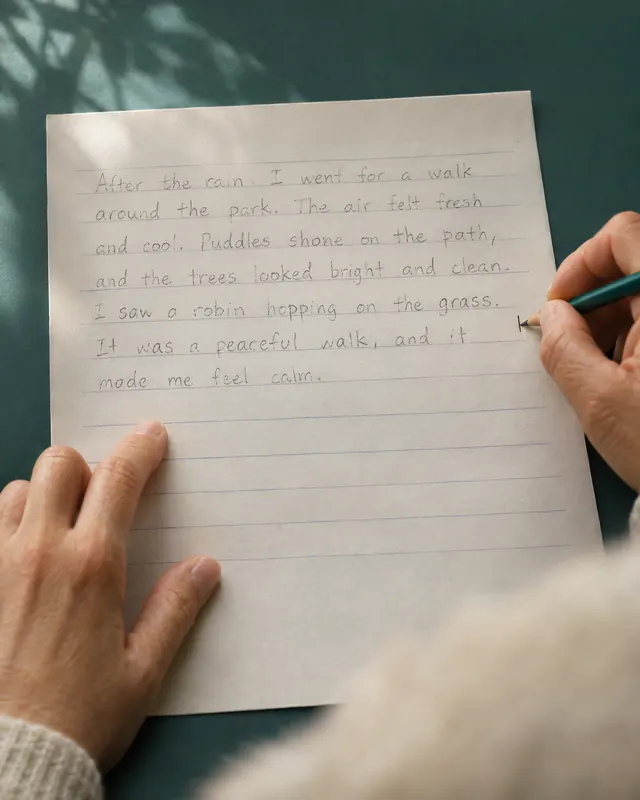 After the rain I went for a walk
around the park. The air felt fresh
and cool. Puddles shone on the path,
and the trees looked bright and clean.
I saw a robin hopping on the grass.
It was a peaceful walk, and it
made me feel calm.